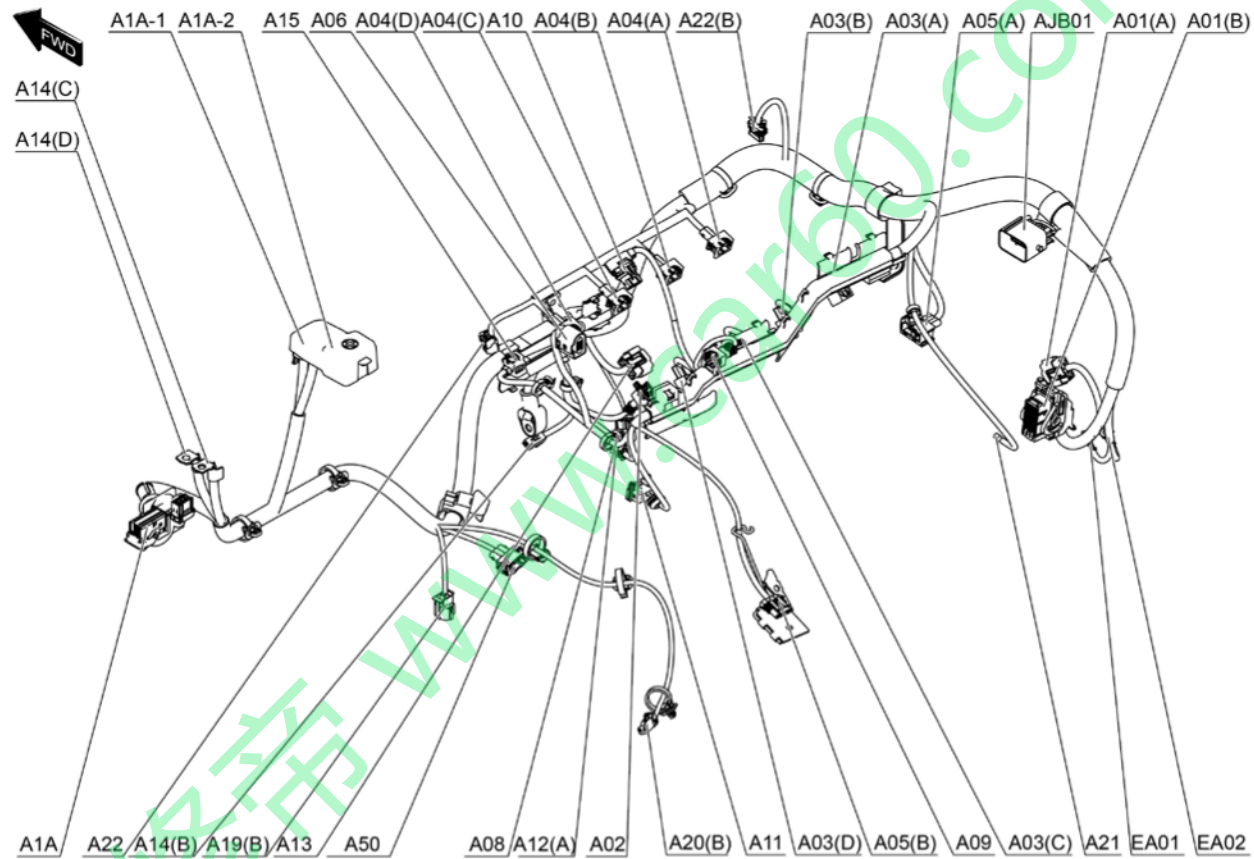 A1A-1 A1A-2 A15 A06 A04(D) A04(C) A10 A04(B) A04(A) A22(B) A03(B) A03(A) A05(A) AJB01 A01(A) A01(B)
FWD
A14(C)
A14(D)
www.car60.com
帝
A1A A22 A14(B) A19(B) A13 A50 A08 A12(A) A02 A20(B) A11 A03(D) A05(B) A09 A03(C) A21 EA01 EA02